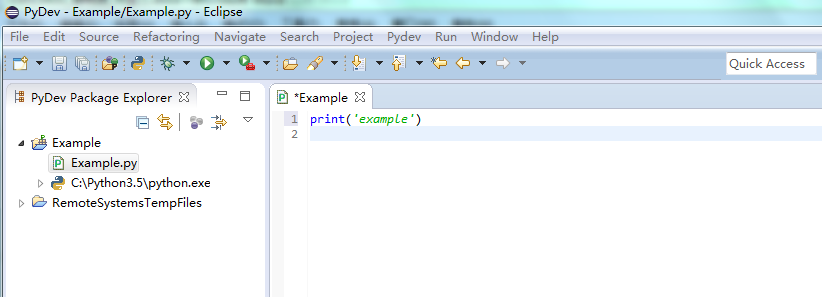 PyDev - Example/Example.py - Eclipse
File Edit Source Refactoring Navigate Search Project Pydev Run Window Help
Quick Access
PyDev Package Explorer
Example
Example.py
C:\Python3.5\python.exe
RemoteSystemsTempFiles
*Example
1 print('example')
2